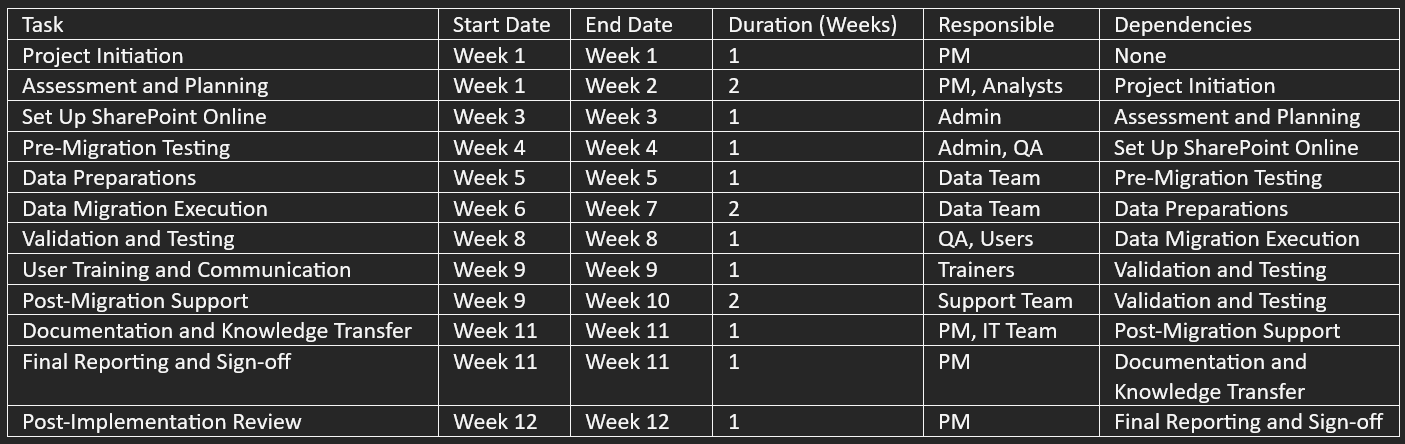 Task Start Date End Date Duration (Weeks) Responsible Dependencies
Project Initiation Week 1 Week 1 1 PM None
Assessment and Planning Week 1 Week 2 2 PM, Analysts Project Initiation
Set Up SharePoint Online Week 3 Week 3 1 Admin Assessment and Planning
Pre-Migration Testing Week 4 Week 4 1 Admin, QA Set Up SharePoint Online
Data Preparations Week 5 Week 5 1 Data Team Pre-Migration Testing
Data Migration Execution Week 6 Week 7 2 Data Team Data Preparations
Validation and Testing Week 8 Week 8 1 QA, Users Data Migration Execution
User Training and Communication Week 9 Week 9 1 Trainers Validation and Testing
Post-Migration Support Week 9 Week 10 2 Support Team Validation and Testing
Documentation and Knowledge Transfer Week 11 Week 11 1 PM, IT Team Post-Migration Support
Final Reporting and Sign-off Week 11 Week 11 1 PM Documentation and
Knowledge Transfer
Post-Implementation Review Week 12 Week 12 1 PM Final Reporting and Sign-off